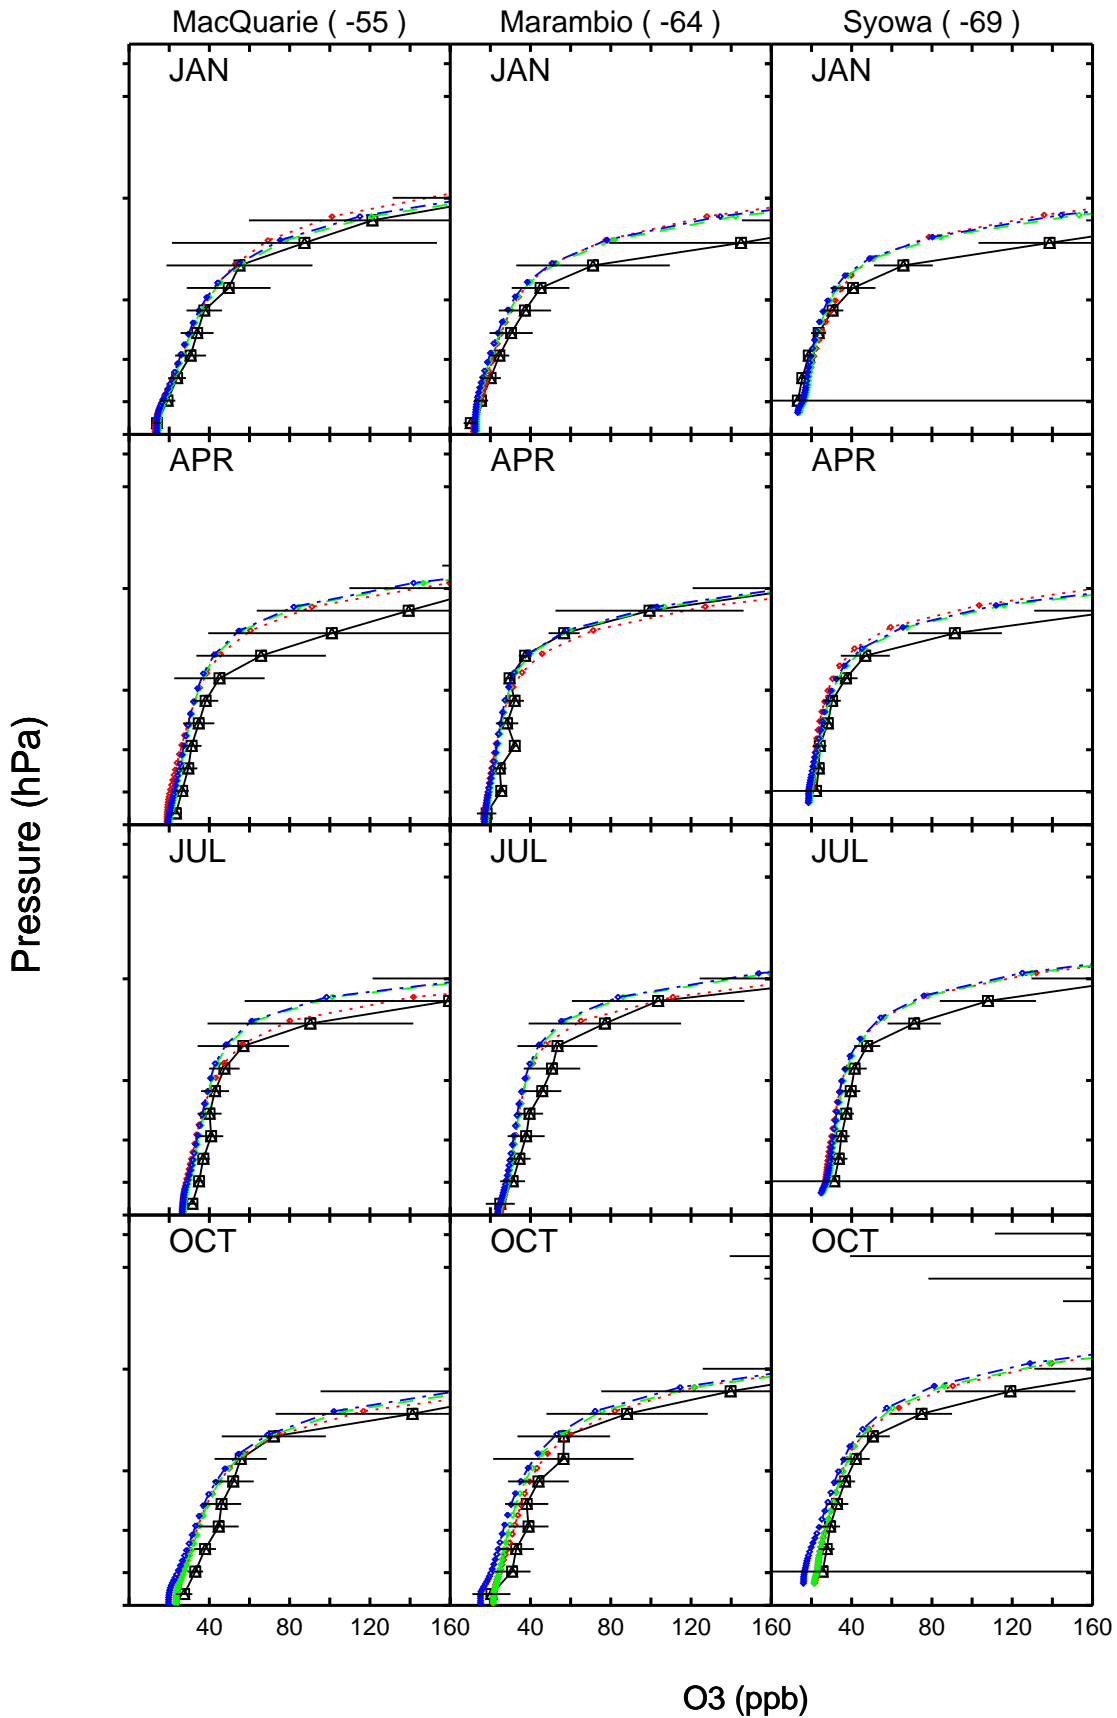 MacQuarie ( -55 ) Marambio ( -64 ) Syowa ( -69 )
JAN JAN JAN
APR APR APR
JUL JUL JUL
OCT OCT OCT
Pressure (hPa)
40 80 120 160 40 80 120 160 40 80 120 160
O3 (ppb)